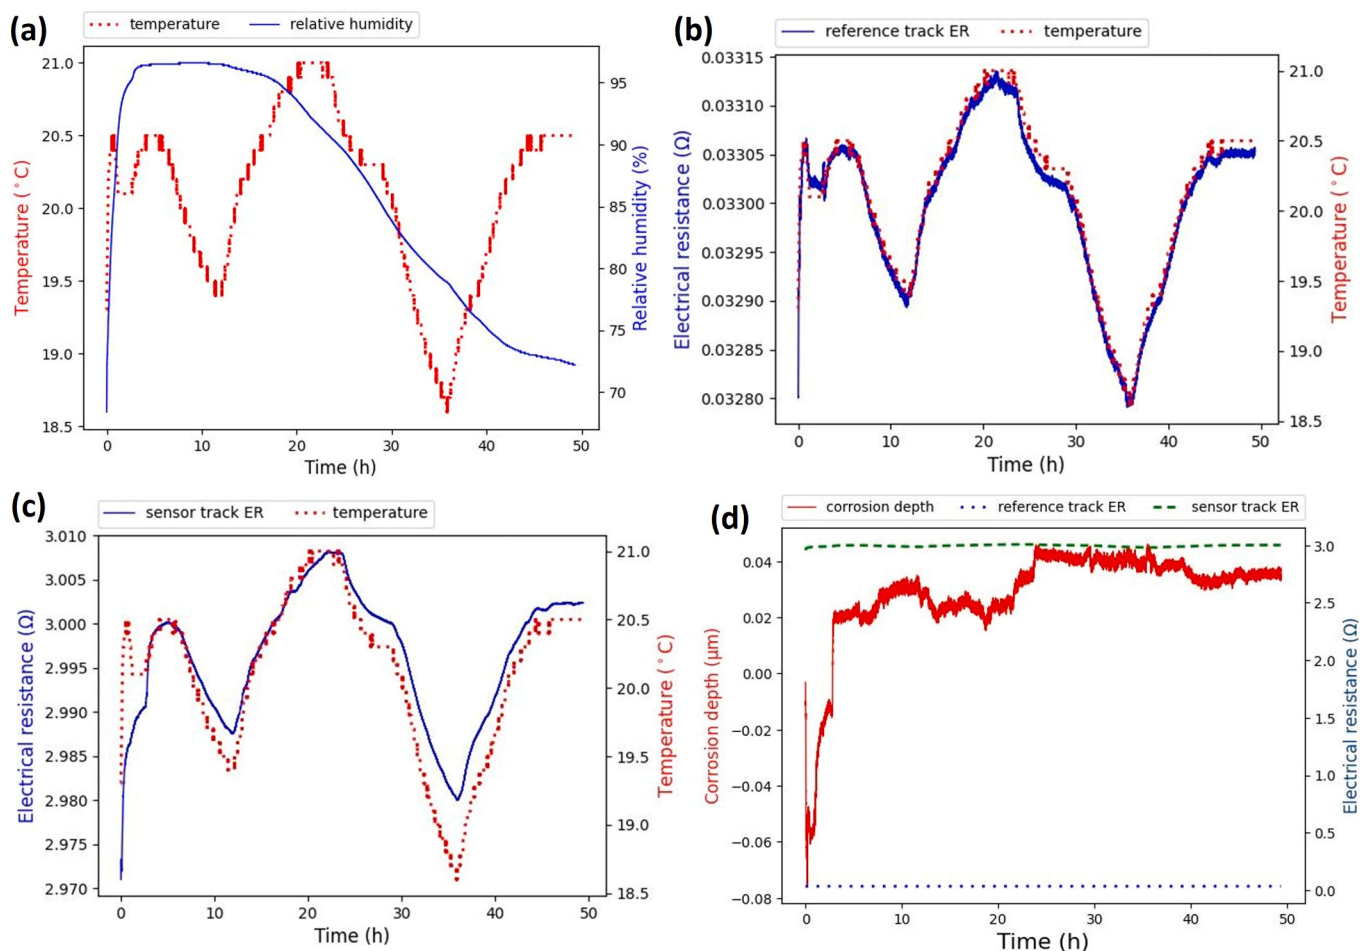 (a)
temperature relative humidity
21.0
20.5
20.0
19.5
19.0
18.5
Temperature (°C)
95
90
85
80
75
70
Relative humidity (%)
0 10 20 30 40 50
Time (h)
(b)
reference track ER temperature
0.03315
0.03310
0.03305
0.03300
0.03295
0.03290
0.03285
0.03280
Electrical resistance (Ω)
21.0
20.5
20.0
19.5
19.0
18.5
Temperature (°C)
0 10 20 30 40 50
Time (h)
(c)
sensor track ER temperature
3.010
3.005
3.000
2.995
2.990
2.985
2.980
2.975
2.970
Electrical resistance (Ω)
21.0
20.5
20.0
19.5
19.0
18.5
Temperature (°C)
0 10 20 30 40 50
Time (h)
(d)
corrosion depth reference track ER sensor track ER
0.04
0.02
0.00
−0.02
−0.04
−0.06
−0.08
Corrosion depth (μm)
3.0
2.5
2.0
1.5
1.0
0.5
0.0
Electrical resistance (Ω)
0 10 20 30 40 50
Time (h)